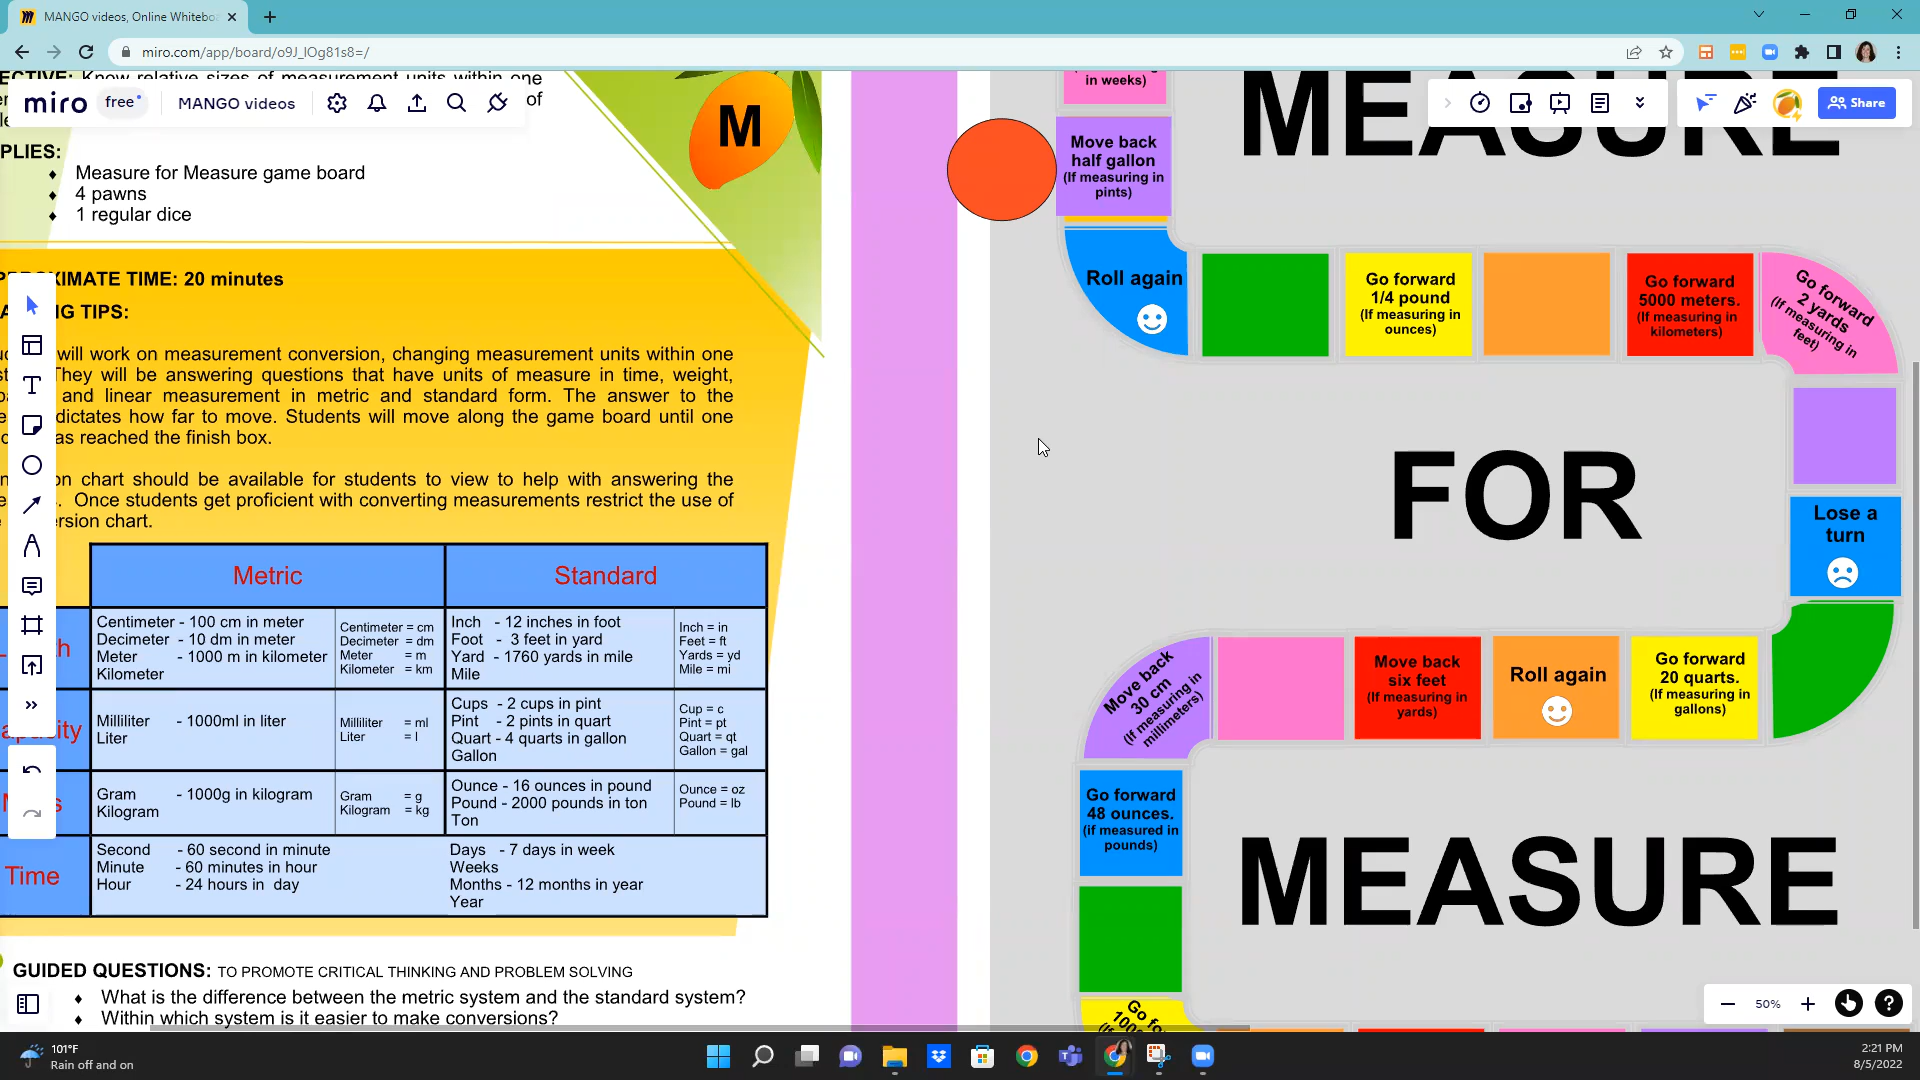 MANGO videos, Online Whiteboa
miro.com/app/board/o9J_lOg81s8=/
ECTIVE: Know relative sizes of measurement units within one
miro free MANGO videos
of
Share
PLIES:
Measure for Measure game board
4 pawns
1 regular dice
M
XIMATE TIME: 20 minutes
TIPS:
will work on measurement conversion, changing measurement units within one
They will be answering questions that have units of measure in time, weight,
and linear measurement in metric and standard form. The answer to the
dictates how far to move. Students will move along the game board until one
as reached the finish box.
on chart should be available for students to view to help with answering the
Once students get proficient with converting measurements restrict the use of
ersion chart.
Metric
Standard
Centimeter - 100 cm in meter
Decimeter - 10 dm in meter
Meter - 1000 m in kilometer
Kilometer
Centimeter = cm
Decimeter = dm
Meter = m
Kilometer = km
Inch - 12 inches in foot
Foot - 3 feet in yard
Yard - 1760 yards in mile
Mile
Inch = in
Feet = ft
Yards = yd
Mile = mi
Milliliter - 1000ml in liter
Liter
Milliliter = ml
Liter = l
Cups - 2 cups in pint
Pint - 2 pints in quart
Quart - 4 quarts in gallon
Gallon
Cup = c
Pint = pt
Quart = qt
Gallon = gal
Gram - 1000g in kilogram
Kilogram
Gram = g
Kilogram = kg
Ounce - 16 ounces in pound
Pound - 2000 pounds in ton
Ton
Ounce = oz
Pound = lb
Time
Second - 60 second in minute
Minute - 60 minutes in hour
Hour - 24 hours in day
Days - 7 days in week
Weeks
Months - 12 months in year
Year
GUIDED QUESTIONS: TO PROMOTE CRITICAL THINKING AND PROBLEM SOLVING
What is the difference between the metric system and the standard system?
Within which system is it easier to make conversions?
in weeks)
MEASURE
Move back
half gallon
(If measuring in
pints)
Roll again
Go forward
1/4 pound
(If measuring in
ounces)
Go forward
5000 meters.
(If measuring in
kilometers)
Go forward
2 yards
(If measuring in
feet)
FOR
Lose a
turn
Move back
30 cm
(If measuring in
millimeters)
Move back
six feet
(If measuring in
yards)
Roll again
Go forward
20 quarts.
(If measuring in
gallons)
Go forward
48 ounces.
(if measured in
pounds)
MEASURE
50%
101°F
Rain off and on
2:21 PM
8/5/2022